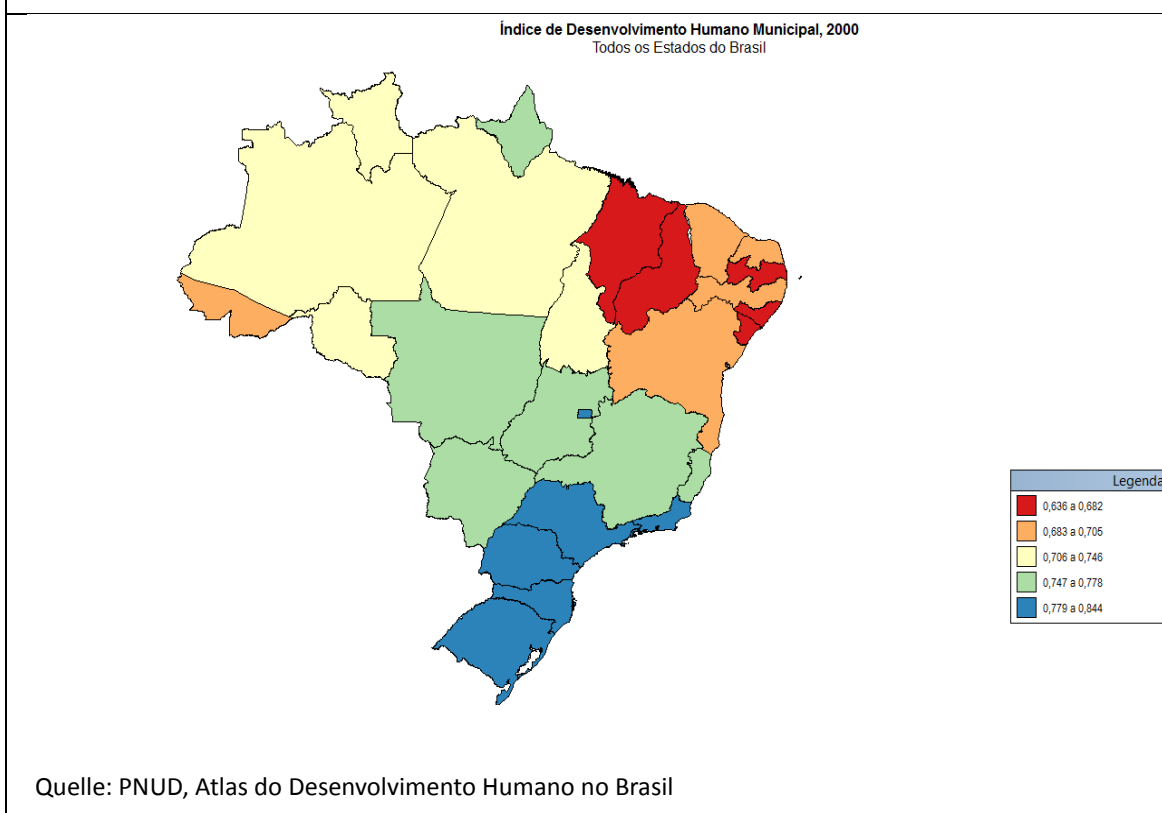 Índice de Desenvolvimento Humano Municipal, 2000
Todos os Estados do Brasil
Legenda
0,636 a 0,682
0,683 a 0,705
0,706 a 0,746
0,747 a 0,778
0,779 a 0,844
Quelle: PNUD, Atlas do Desenvolvimento Humano no Brasil